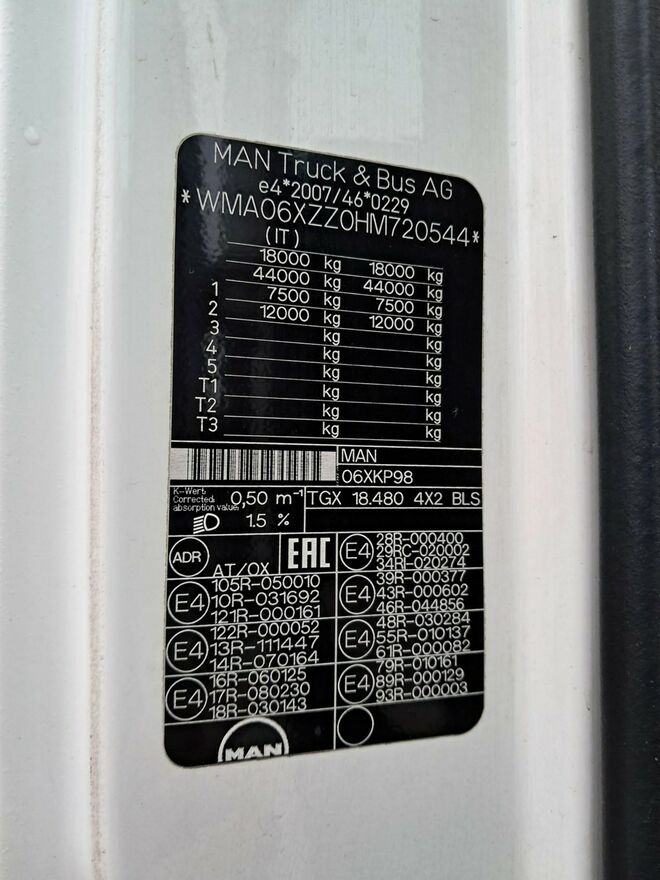 MAN Truck & Bus AG
e4*2007/46*0229
*WMA06XZZ0HM720544*
(IT)
18000 kg 18000 kg
44000 kg 44000 kg
1 7500 kg 7500 kg
2 12000 kg 12000 kg
3 kg kg
4 kg kg
5 kg kg
T1 kg kg
T2 kg kg
T3 kg kg
MAN
06XKP98
K-Wert:
Corrected
absorption value:
0,50 m⁻¹
TGX 18.480 4X2 BLS
1.5 %
ADR
AT/OX
EAC
E4
28R-000400
29RC-020002
34RI-020274
E4
105R-050010
10R-031692
121R-000161
E4
39R-000377
43R-000602
46R-044856
E4
122R-000052
13R-111447
14R-070164
E4
48R-030284
55R-010137
61R-000082
E4
16R-060125
17R-080230
18R-030143
E4
79R-010161
89R-000129
93R-000003
MAN